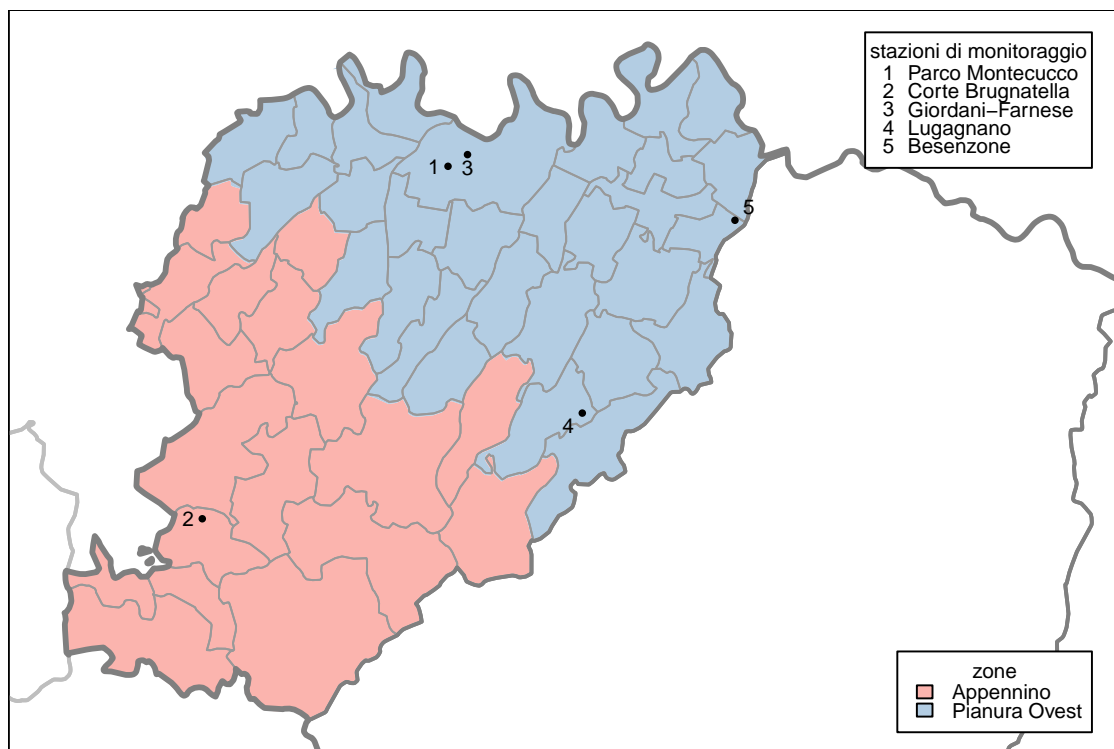 stazioni di monitoraggio
1 Parco Montecucco
2 Corte Brugnatella
3 Giordani−Farnese
4 Lugagnano
5 Besenzone
1
3
5
4
2
zone
Appennino
Pianura Ovest